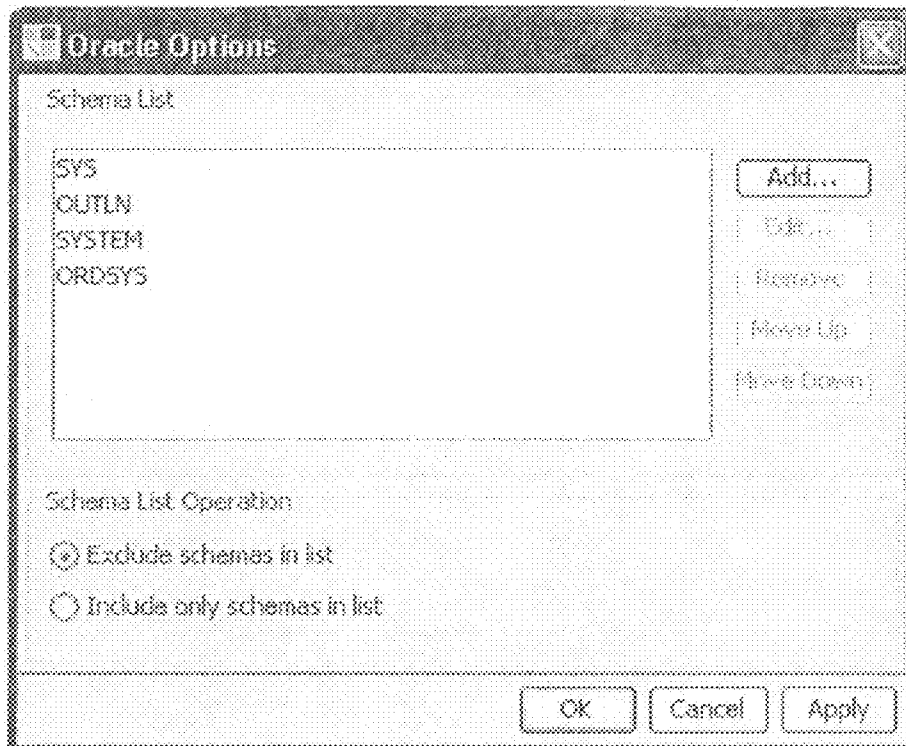 Oracle Options
Schema List
SYS
OUTLN
SYSTEM
ORDSYS
Add...
Edit...
Remove
Move Up
Move Down
Schema List Operation
Exclude schemas in list
Include only schemas in list
OK
Cancel
Apply